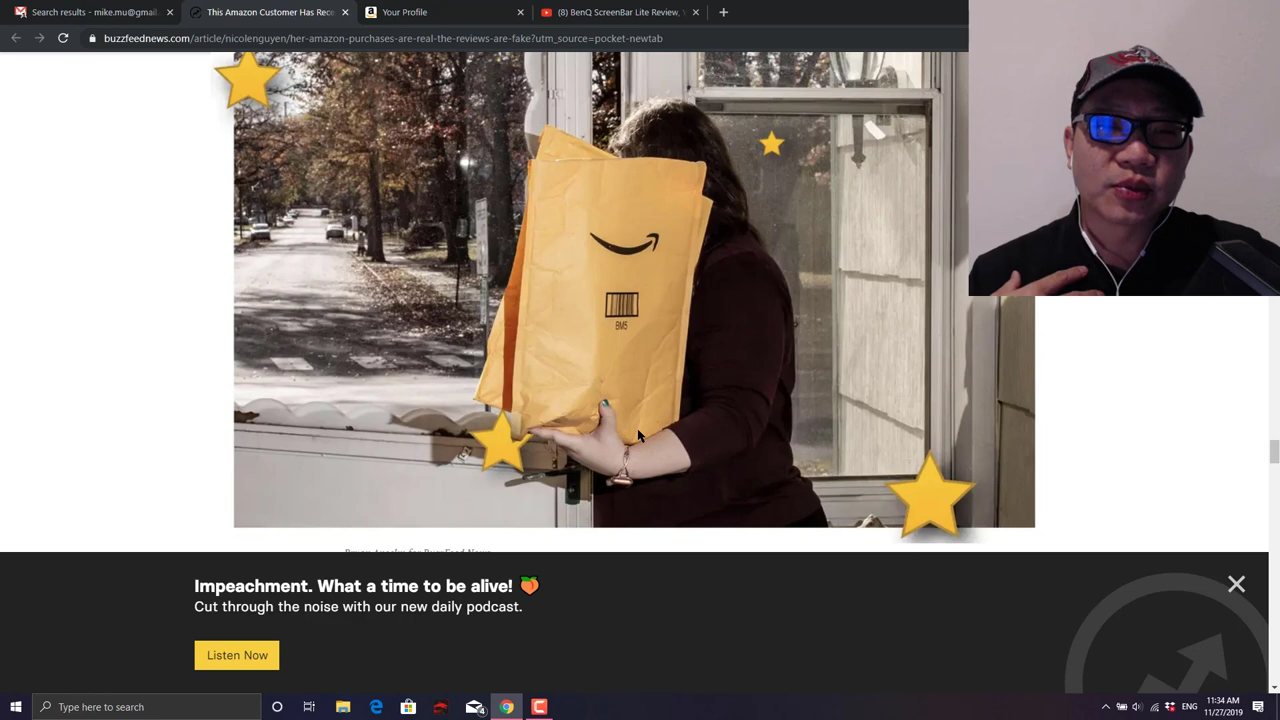 Search results - mike.mu@gmail.
This Amazon Customer Has Rece
Your Profile
(8) BenQ ScreenBar Lite Review, V
buzzfeednews.com/article/nicolenguyen/her-amazon-purchases-are-real-the-reviews-are-fake?utm_source=pocket-newtab
BM5
Impeachment. What a time to be alive! 🍑
Cut through the noise with our new daily podcast.
Listen Now
Type here to search
4
ENG
11:34 AM
11/27/2019